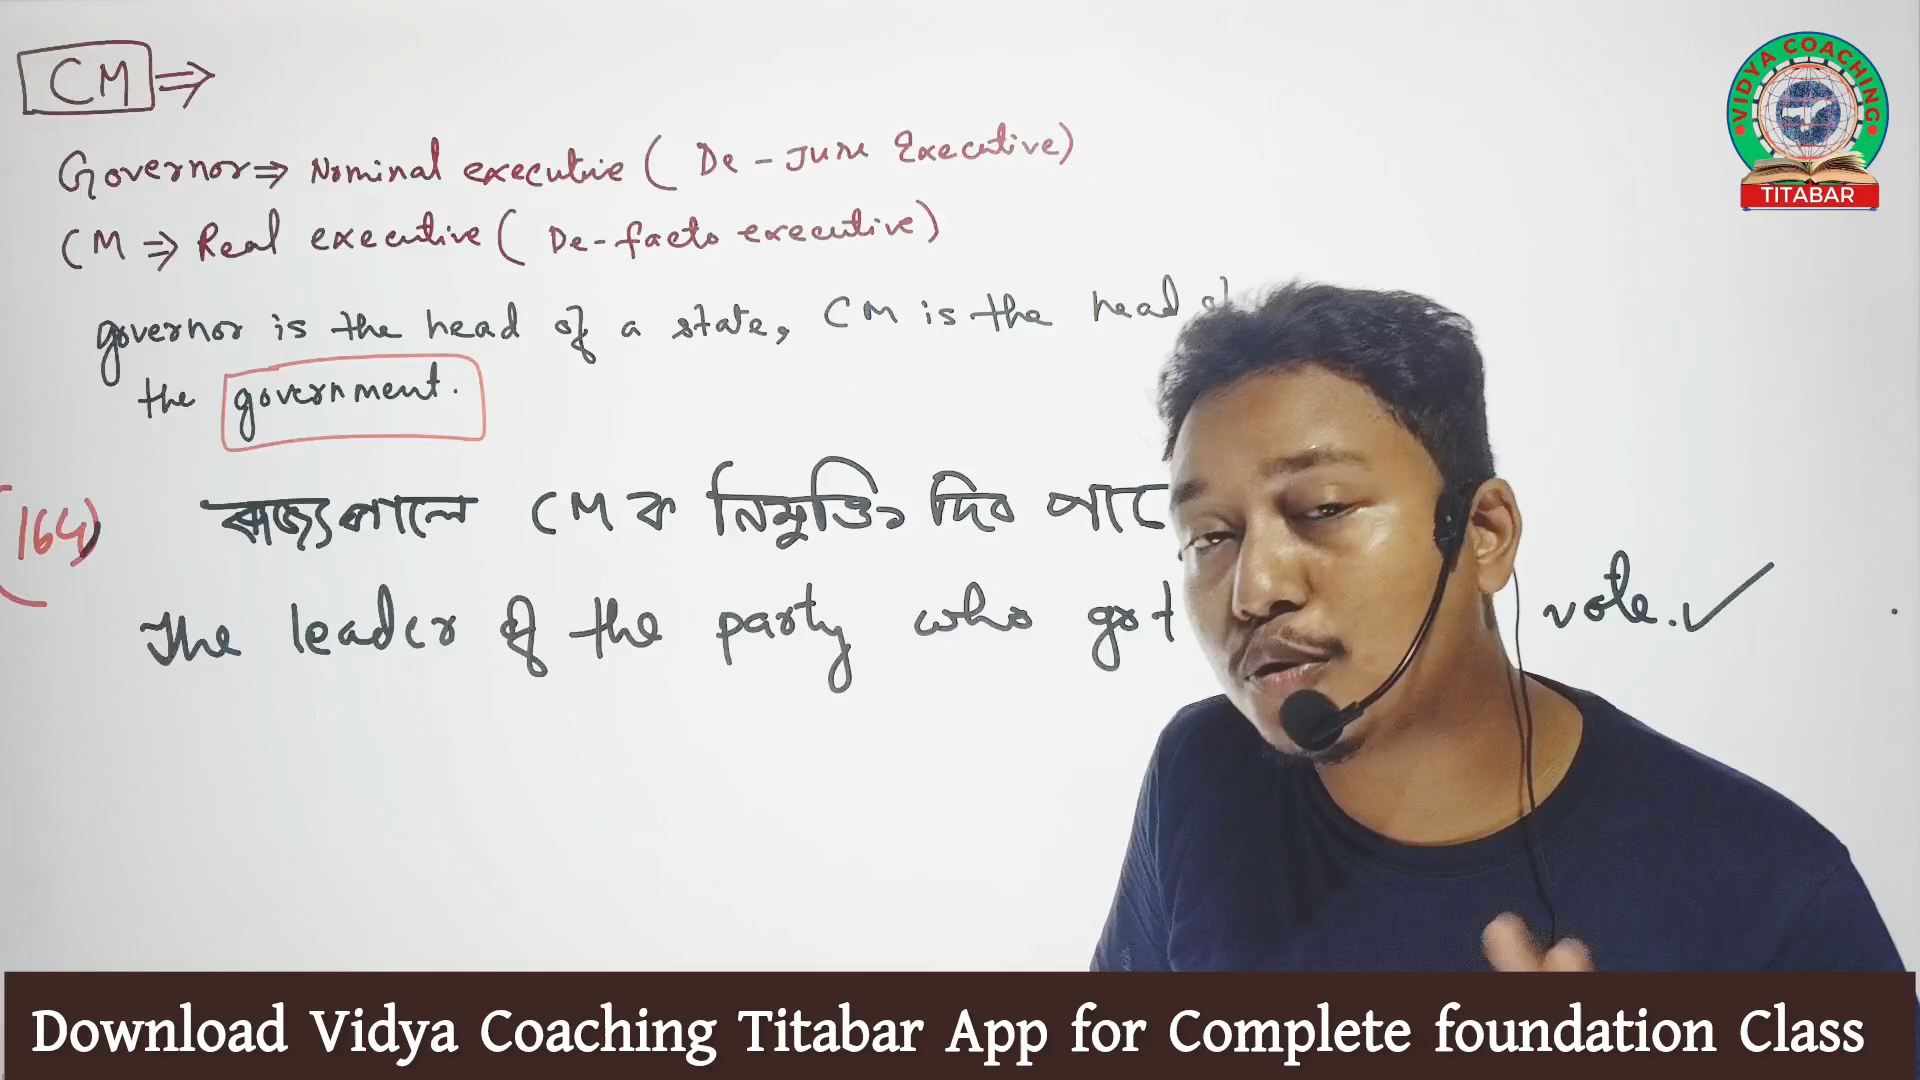 CM ⇒
Governor ⇒ Nominal executive ( De-Jure Executive)
CM ⇒ Real executive ( De-facto executive)
governor is the head of a state, CM is the head of
the government.
(164) ৰাজ্যপালে CM ক নিযুক্তি দিব পাৰে
The leader of the party who got vote. ✓
VIDYA COACHING
TITABAR
Download Vidya Coaching Titabar App for Complete foundation Class